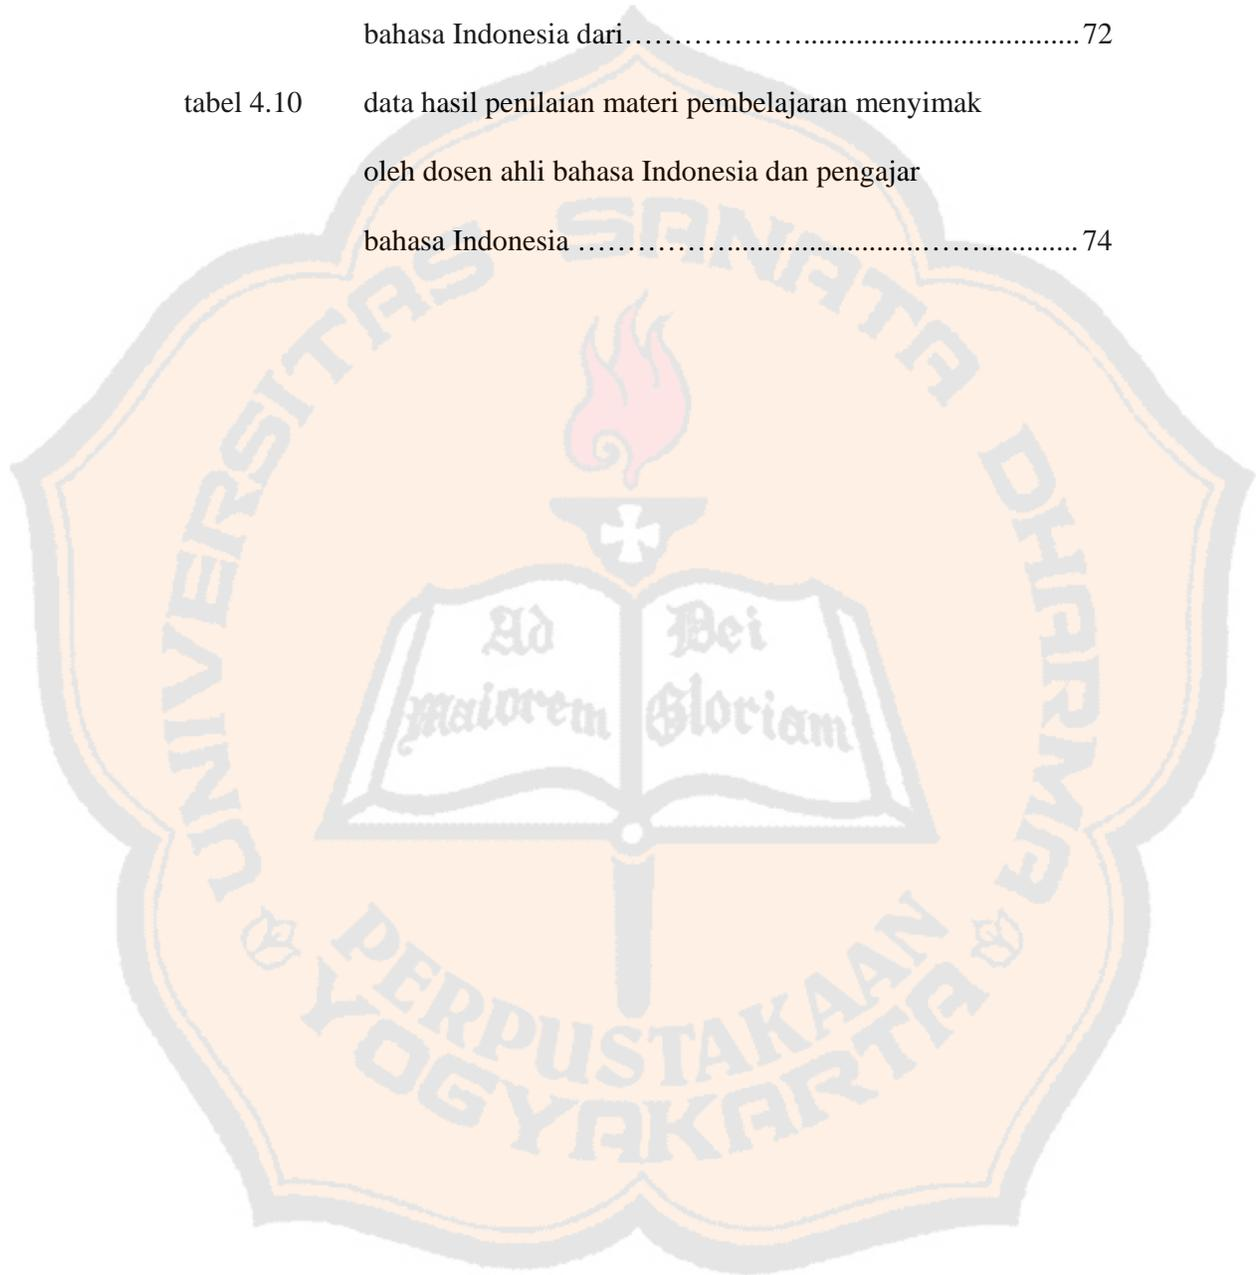 bahasa Indonesia dari……………….....................................72
tabel 4.10 data hasil penilaian materi pembelajaran menyimak
oleh dosen ahli bahasa Indonesia dan pengajar
bahasa Indonesia …………….........................…….............74
UNIVERSITAS SANATA DHARMA
Ad Dei
maiorem Gloriam
PERPUSTAKAAN
YOGYAKARTA